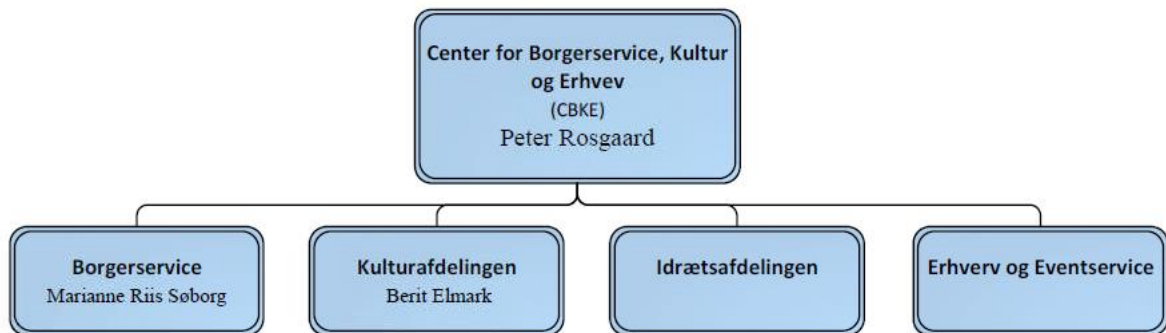 Center for Borgerservice, Kultur
og Erhvev
(CBKE)
Peter Rosgaard
Borgerservice
Marianne Riis Søborg
Kulturafdelingen
Berit Elmark
Idrætsafdelingen
Erhverv og Eventservice